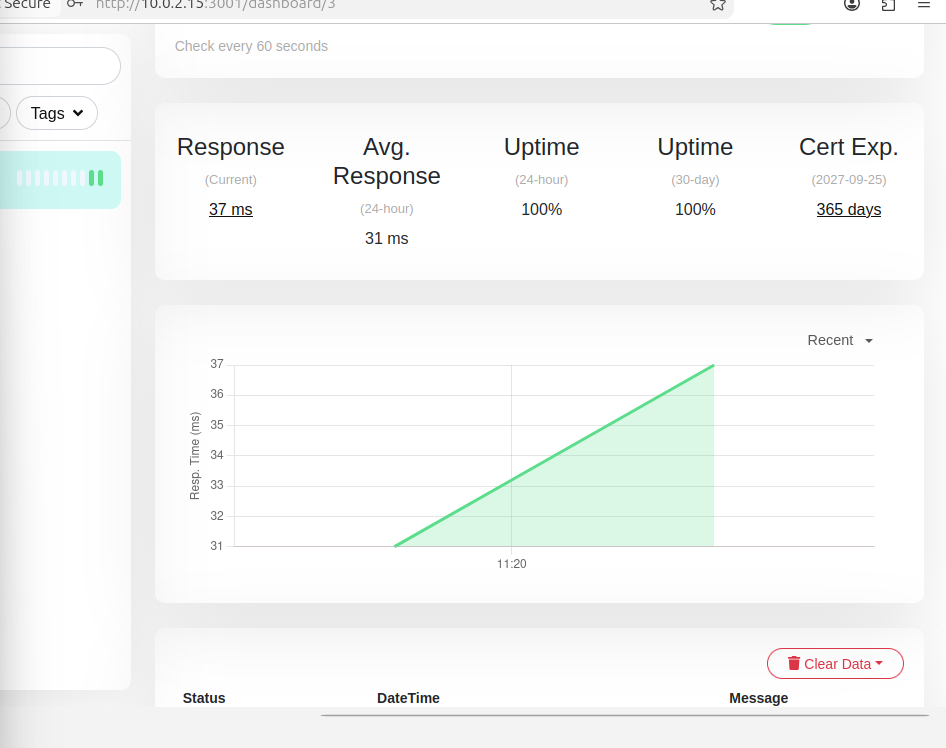 Secure http://10.0.2.15:3001/dashboard/3
Check every 60 seconds
Tags
Response
(Current)
37 ms
Avg.
Response
(24-hour)
31 ms
Uptime
(24-hour)
100%
Uptime
(30-day)
100%
Cert Exp.
(2027-09-25)
365 days
Recent
37
36
35
34
33
32
31
Resp. Time (ms)
11:20
Clear Data
Status DateTime Message